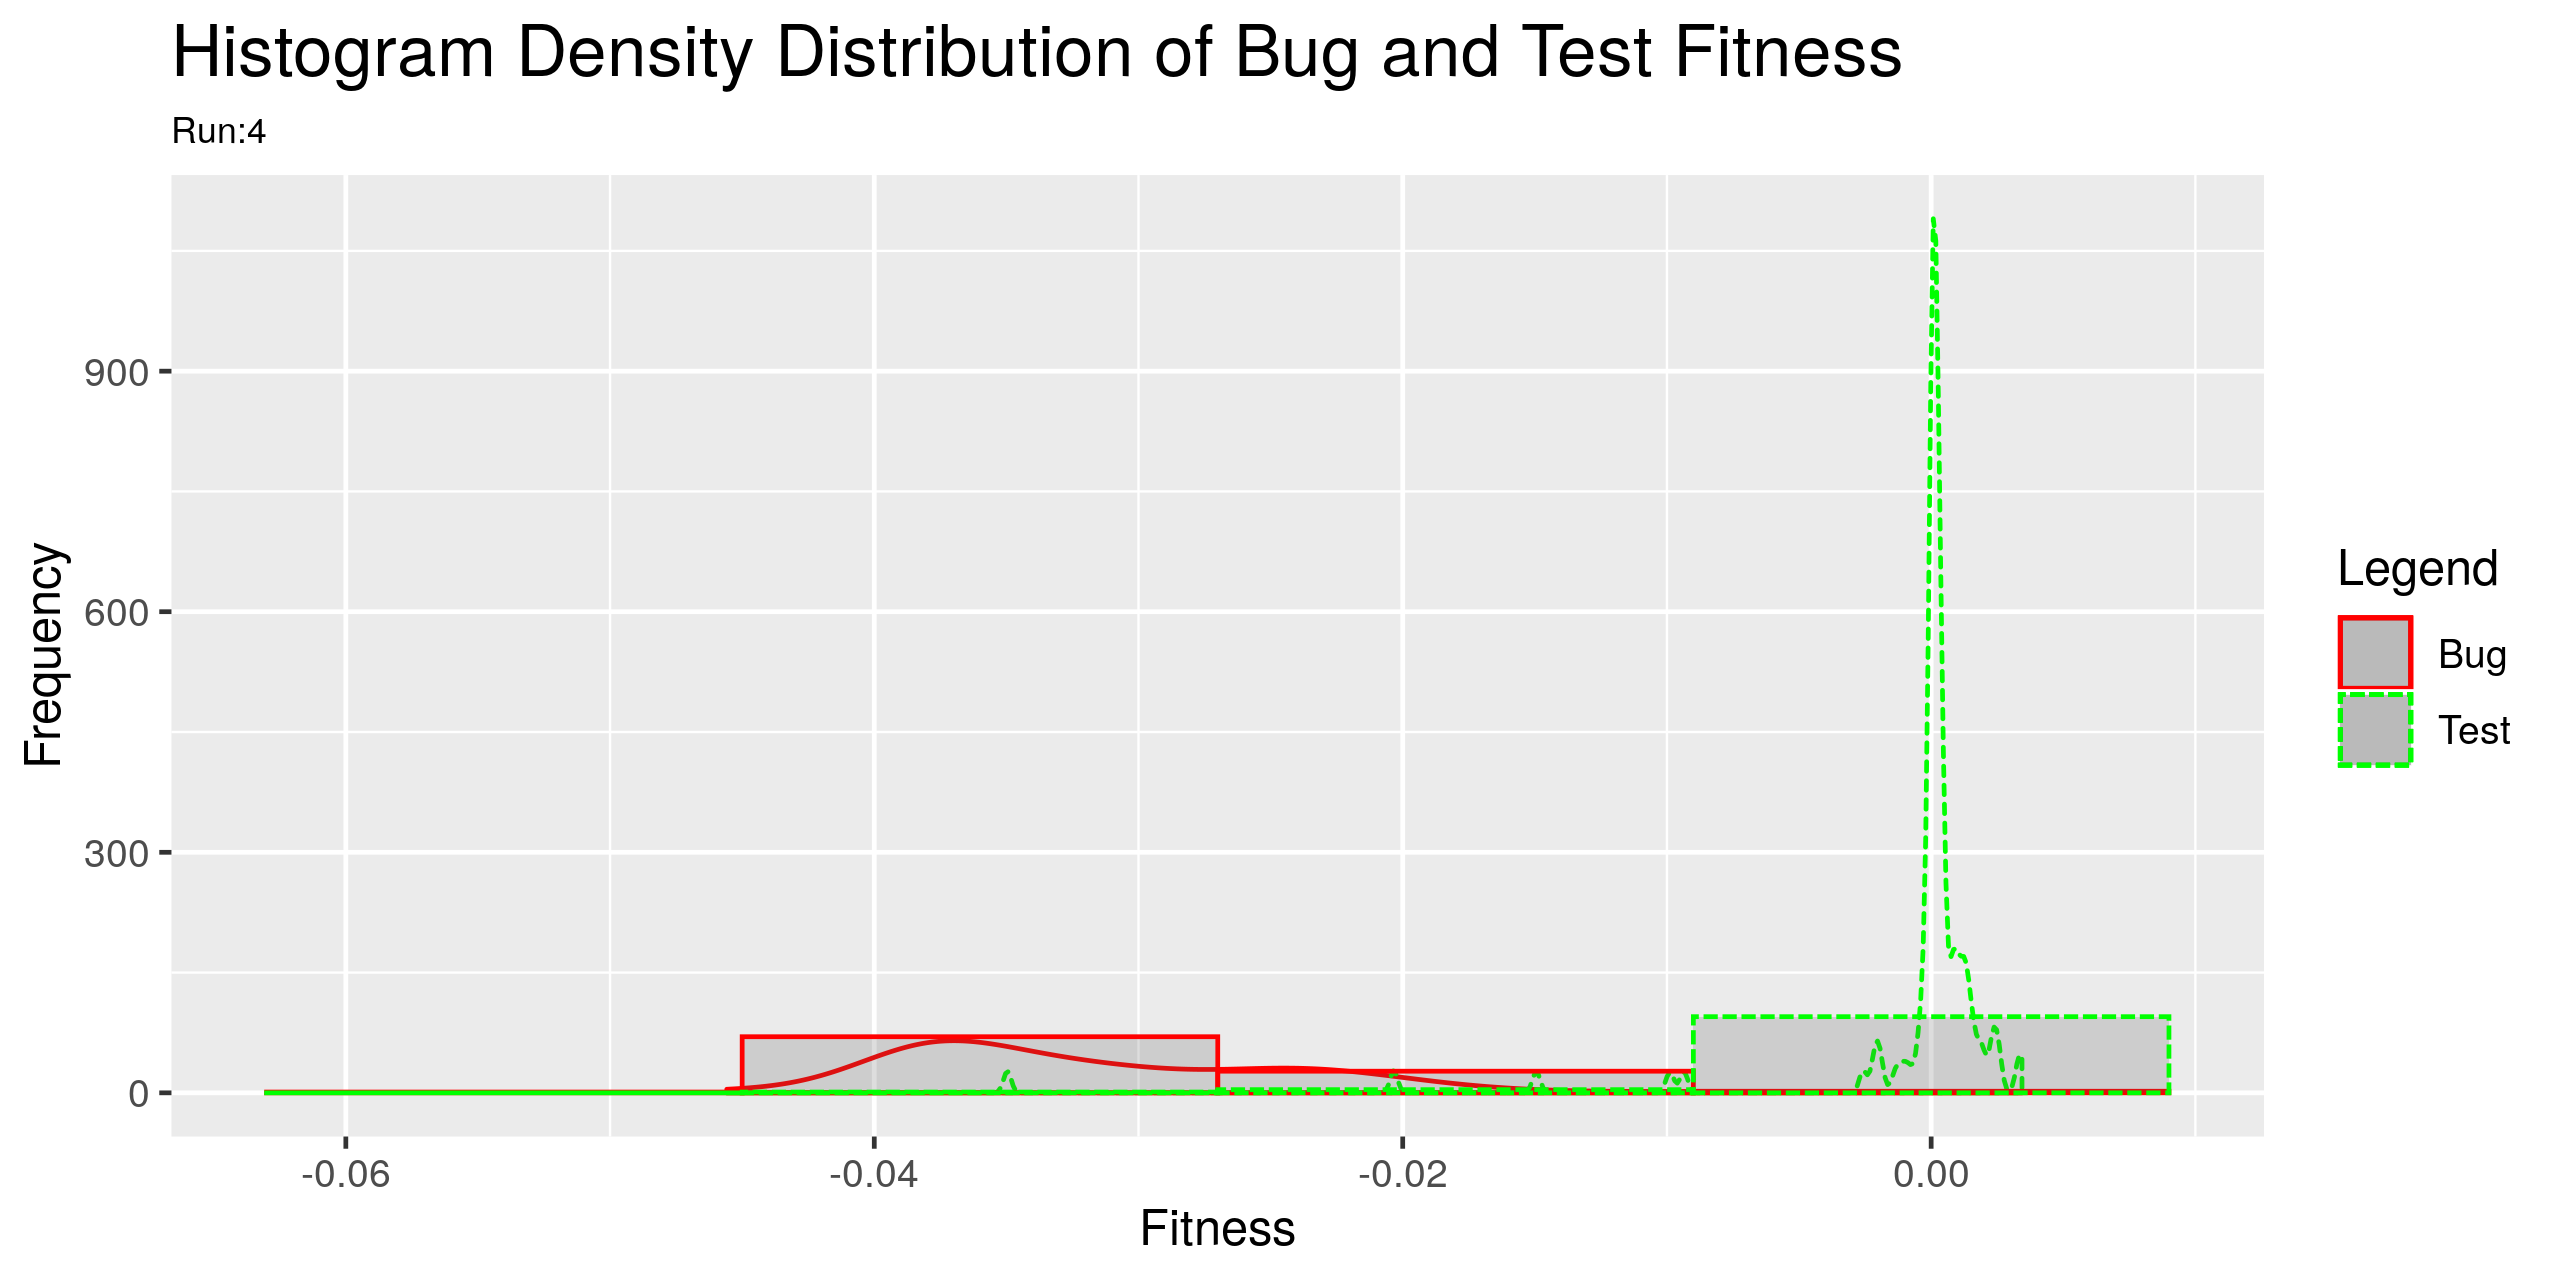 Histogram Density Distribution of Bug and Test Fitness
Run:4
Frequency
900
600
300
0
-0.06
-0.04
-0.02
0.00
Fitness
Legend
Bug
Test